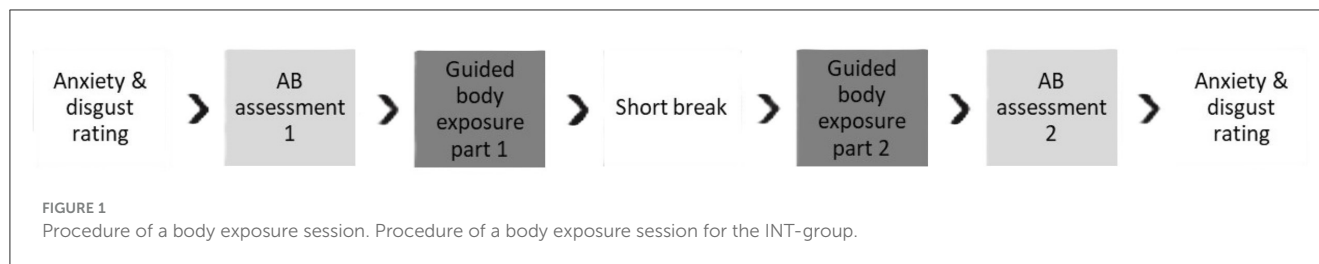 Anxiety &
disgust
rating
AB
assessment
1
Guided
body
exposure
part 1
Short break
Guided
body
exposure
part 2
AB
assessment
2
Anxiety &
disgust
rating
FIGURE 1
Procedure of a body exposure session. Procedure of a body exposure session for the INT-group.